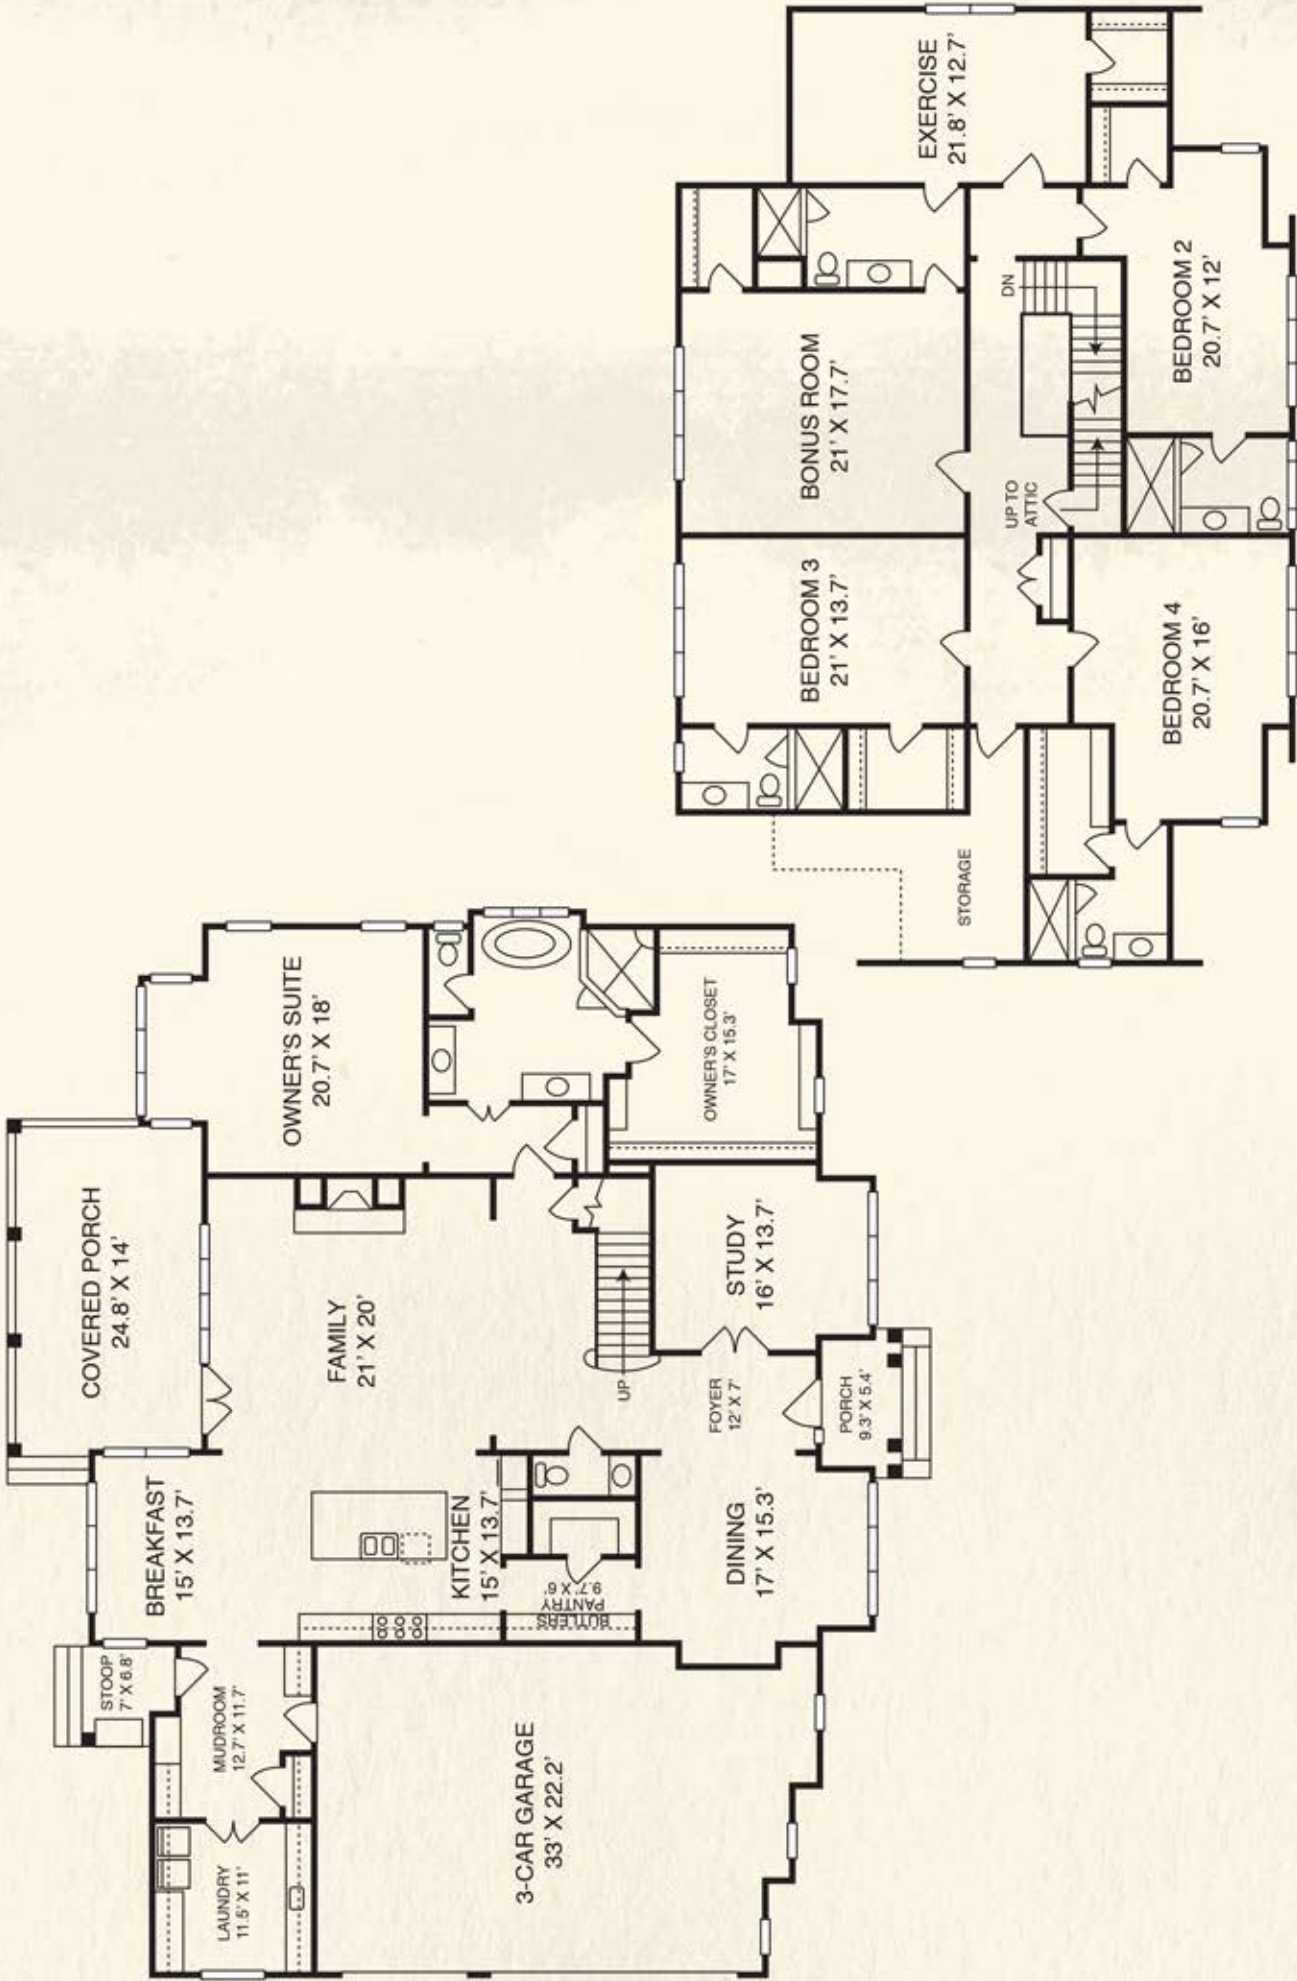 COVERED PORCH
24.8' X 14'
OWNER'S SUITE
20.7' X 18'
BREAKFAST
15' X 13.7'
FAMILY
21' X 20'
STOOP
7' X 6.8'
MUDROOM
12.7' X 11.7'
LAUNDRY
11.5' X 11'
KITCHEN
15' X 13.7'
BUTLERS
PANTRY
9.7' X 6'
UP
OWNER'S CLOSET
17' X 15.3'
3-CAR GARAGE
33' X 22.2'
DINING
17' X 15.3'
FOYER
12' X 7'
STUDY
16' X 13.7'
PORCH
9.3' X 5.4'
BEDROOM 3
21' X 13.7'
BONUS ROOM
21' X 17.7'
EXERCISE
21.8' X 12.7'
STORAGE
UP TO
ATTIC
DN
BEDROOM 4
20.7' X 16'
BEDROOM 2
20.7' X 12'